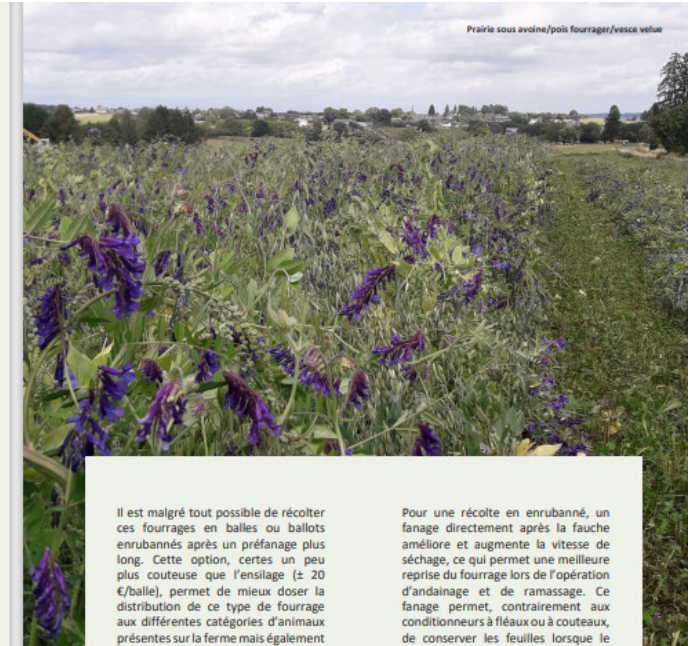 Prairie sous avoine/pois fourrager/vesce velue
Il est malgré tout possible de récolter
ces fourrages en balles ou ballots
enrubannés après un préfanage plus
long. Cette option, certes un peu
plus couteuse que l'ensilage (± 20
€/balle), permet de mieux doser la
distribution de ce type de fourrage
aux différentes catégories d'animaux
présentes sur la ferme mais également
Pour une récolte en enrubanné, un
fanage directement après la fauche
améliore et augmente la vitesse de
séchage, ce qui permet une meilleure
reprise du fourrage lors de l'opération
d'andainage et de ramassage. Ce
fanage permet, contrairement aux
conditionneurs à fléaux ou à couteaux,
de conserver les feuilles lorsque le